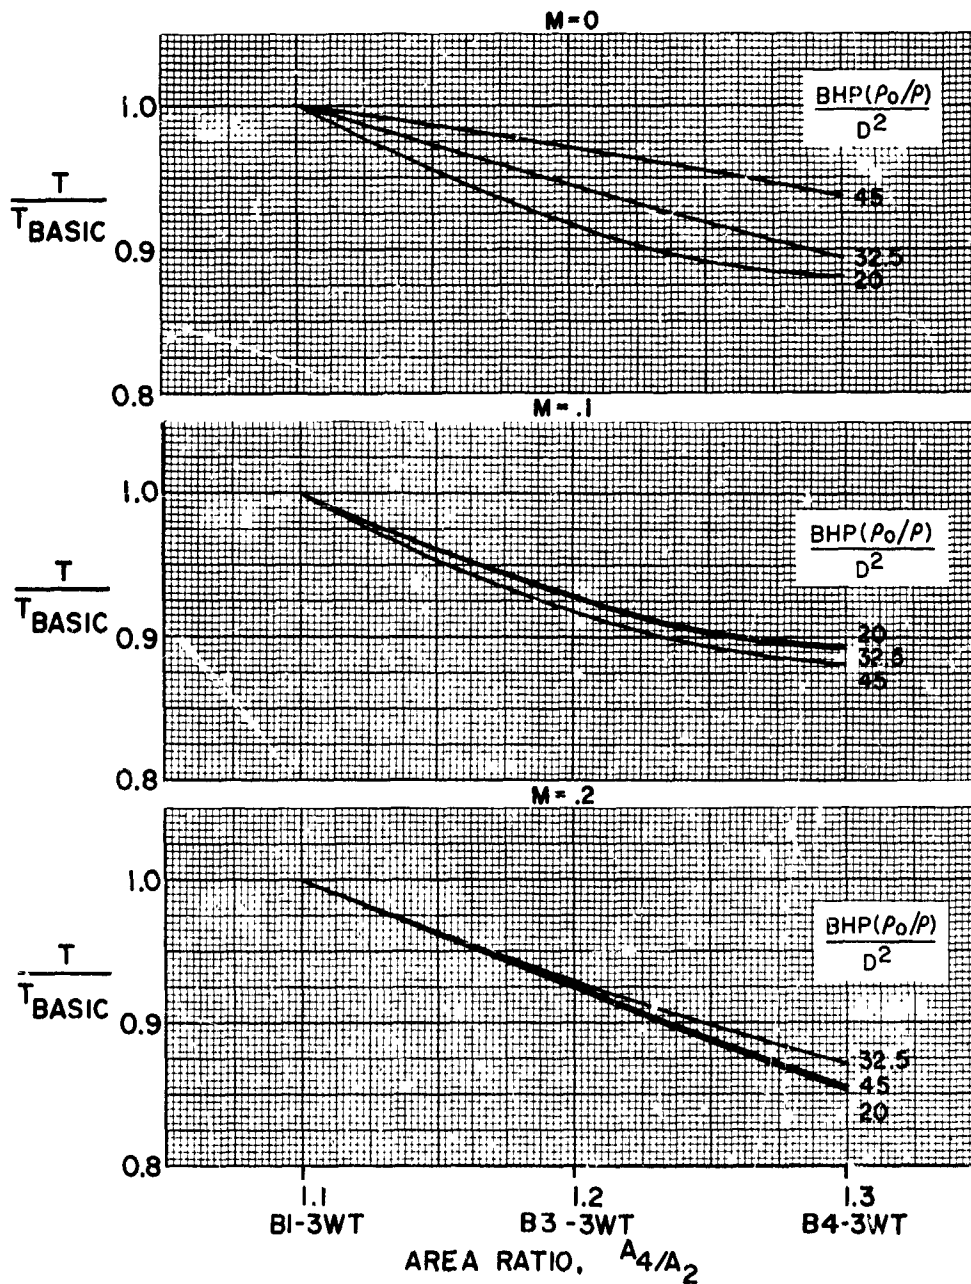 M=0
1.0
0.9
0.8
T
T BASIC
BHP(ρ0/ρ)
D²
45
32.5
20
M=.1
1.0
0.9
0.8
T
T BASIC
BHP(ρ0/ρ)
D²
20
32.5
45
M=.2
1.0
0.9
0.8
T
T BASIC
BHP(ρ0/ρ)
D²
32.5
45
20
1.1 1.2 1.3
B1-3WT B3-3WT B4-3WT
AREA RATIO, A4/A2